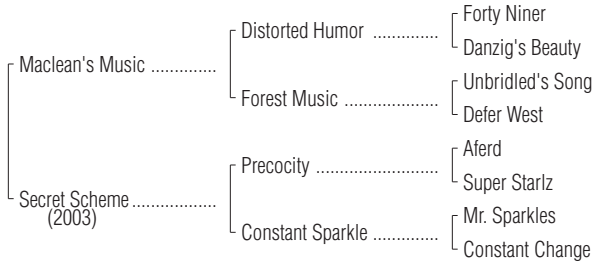 Forty Niner
Distorted Humor ..............
Danzig's Beauty
Maclean's Music ..............
Unbridled's Song
Forest Music ....................
Defer West
Aferd
Precocity ..........................
Super Starlz
Secret Scheme ..................
(2003)
Mr. Sparkles
Constant Sparkle ..............
Constant Change